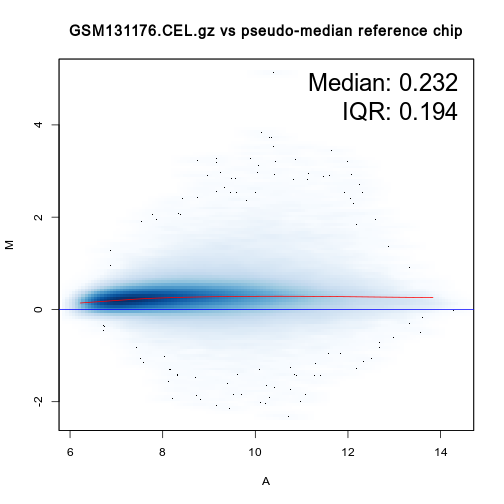 GSM131176.CEL.gz vs pseudo-median reference chip
Median: 0.232
IQR: 0.194
4
2
0
-2
M
6 8 10 12 14
A